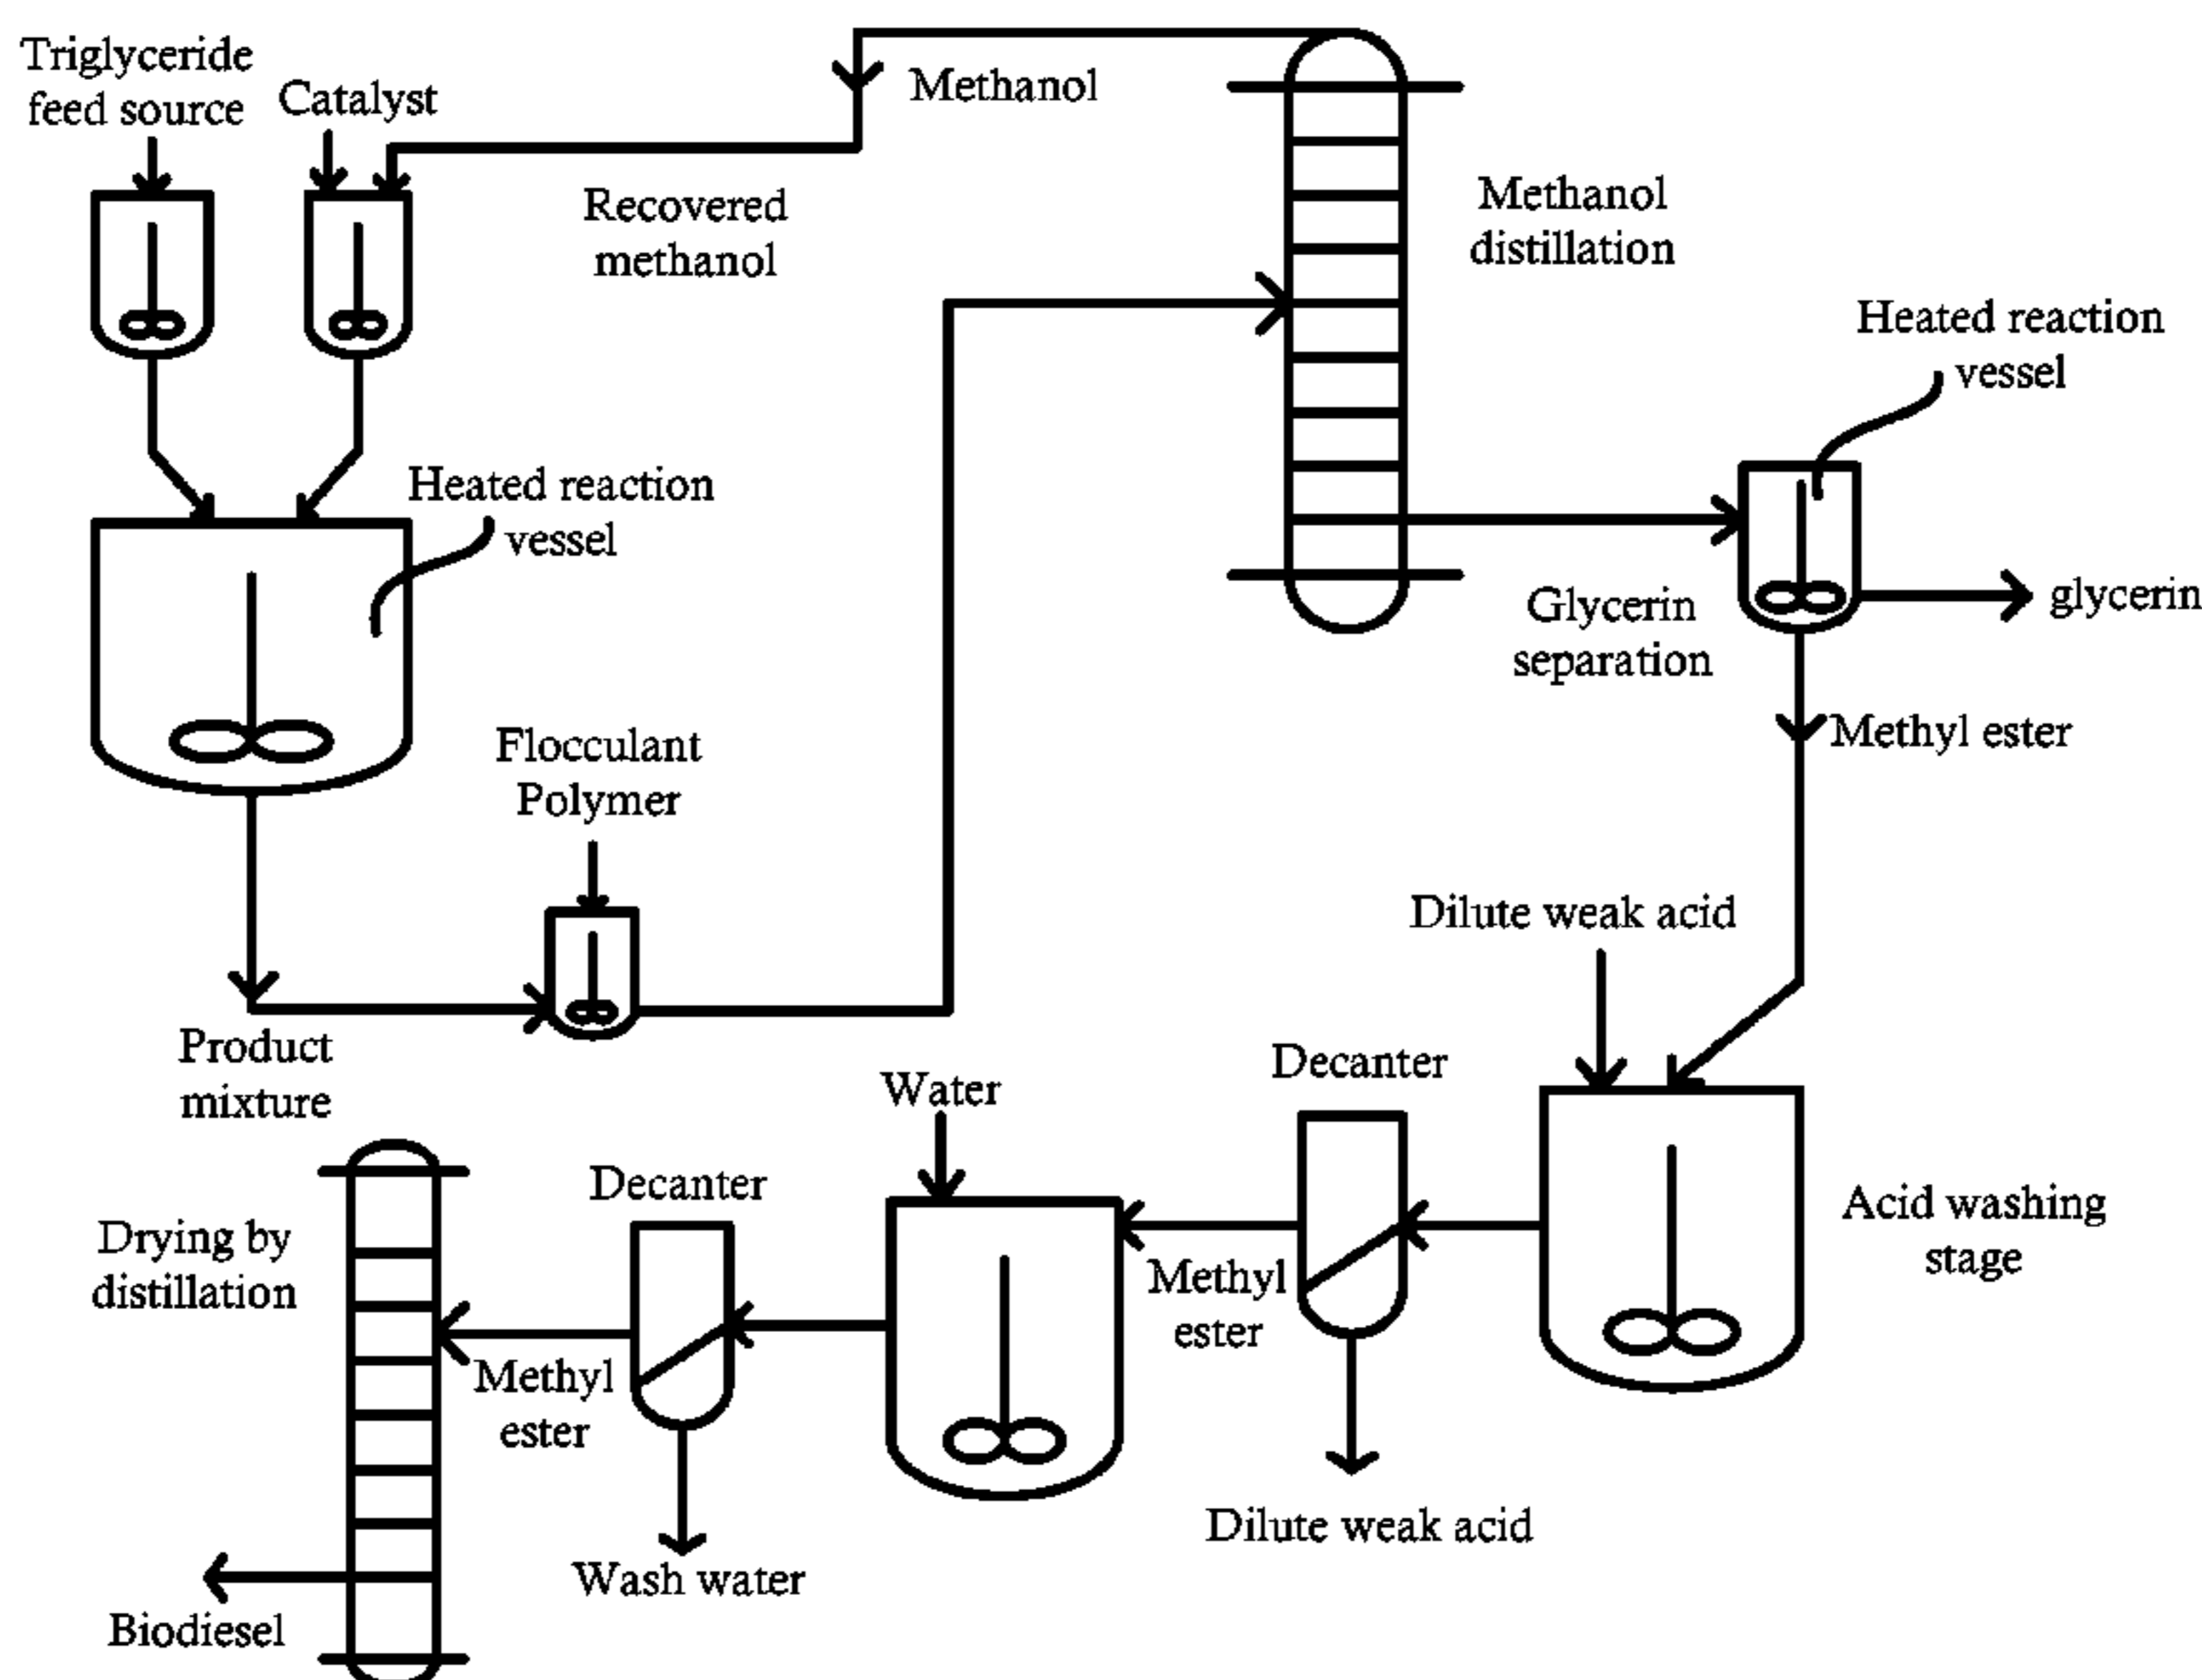 Triglyceride
feed source
Catalyst
Methanol
Recovered
methanol
Methanol
distillation
Heated reaction
vessel
Heated reaction
vessel
Glycerin
separation
glycerin
Methyl ester
Flocculant
Polymer
Product
mixture
Dilute weak acid
Decanter
Water
Acid washing
stage
Methyl
ester
Decanter
Drying by
distillation
Methyl
ester
Dilute weak acid
Wash water
Biodiesel